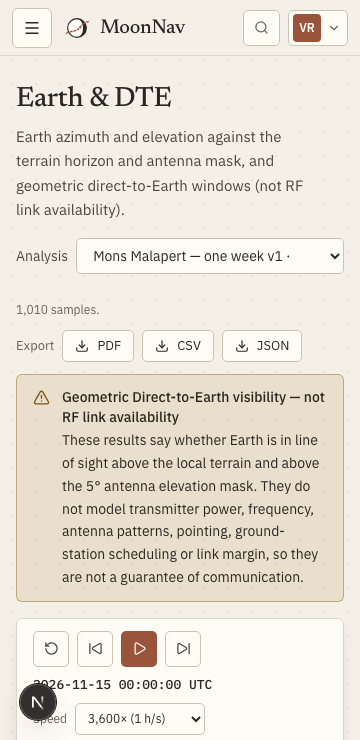 MoonNav
VR
Earth & DTE
Earth azimuth and elevation against the
terrain horizon and antenna mask, and
geometric direct-to-Earth windows (not RF
link availability).
Analysis
Mons Malapert — one week v1 ·
1,010 samples.
Export
PDF
CSV
JSON
Geometric Direct-to-Earth visibility — not
RF link availability
These results say whether Earth is in line
of sight above the local terrain and above
the 5° antenna elevation mask. They do
not model transmitter power, frequency,
antenna patterns, pointing, ground-
station scheduling or link margin, so they
are not a guarantee of communication.
2026-11-15 00:00:00 UTC
N
Speed
3,600× (1 h/s)